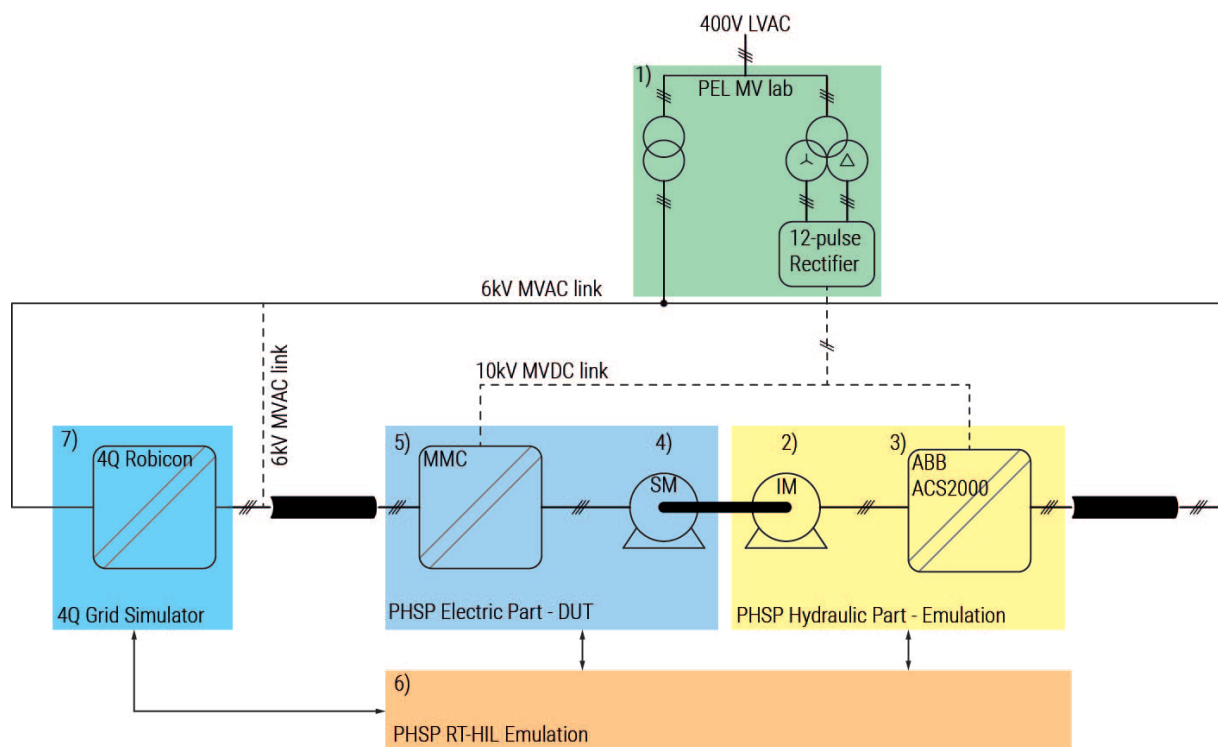 400V LVAC
1)
PEL MV lab
12-pulse
Rectifier
6kV MVAC link
6kV MVAC link
10kV MVDC link
7)
4Q Robicon
4Q Grid Simulator
5)
MMC
4)
SM
PHSP Electric Part - DUT
2)
IM
3)
ABB
ACS2000
PHSP Hydraulic Part - Emulation
6)
PHSP RT-HIL Emulation